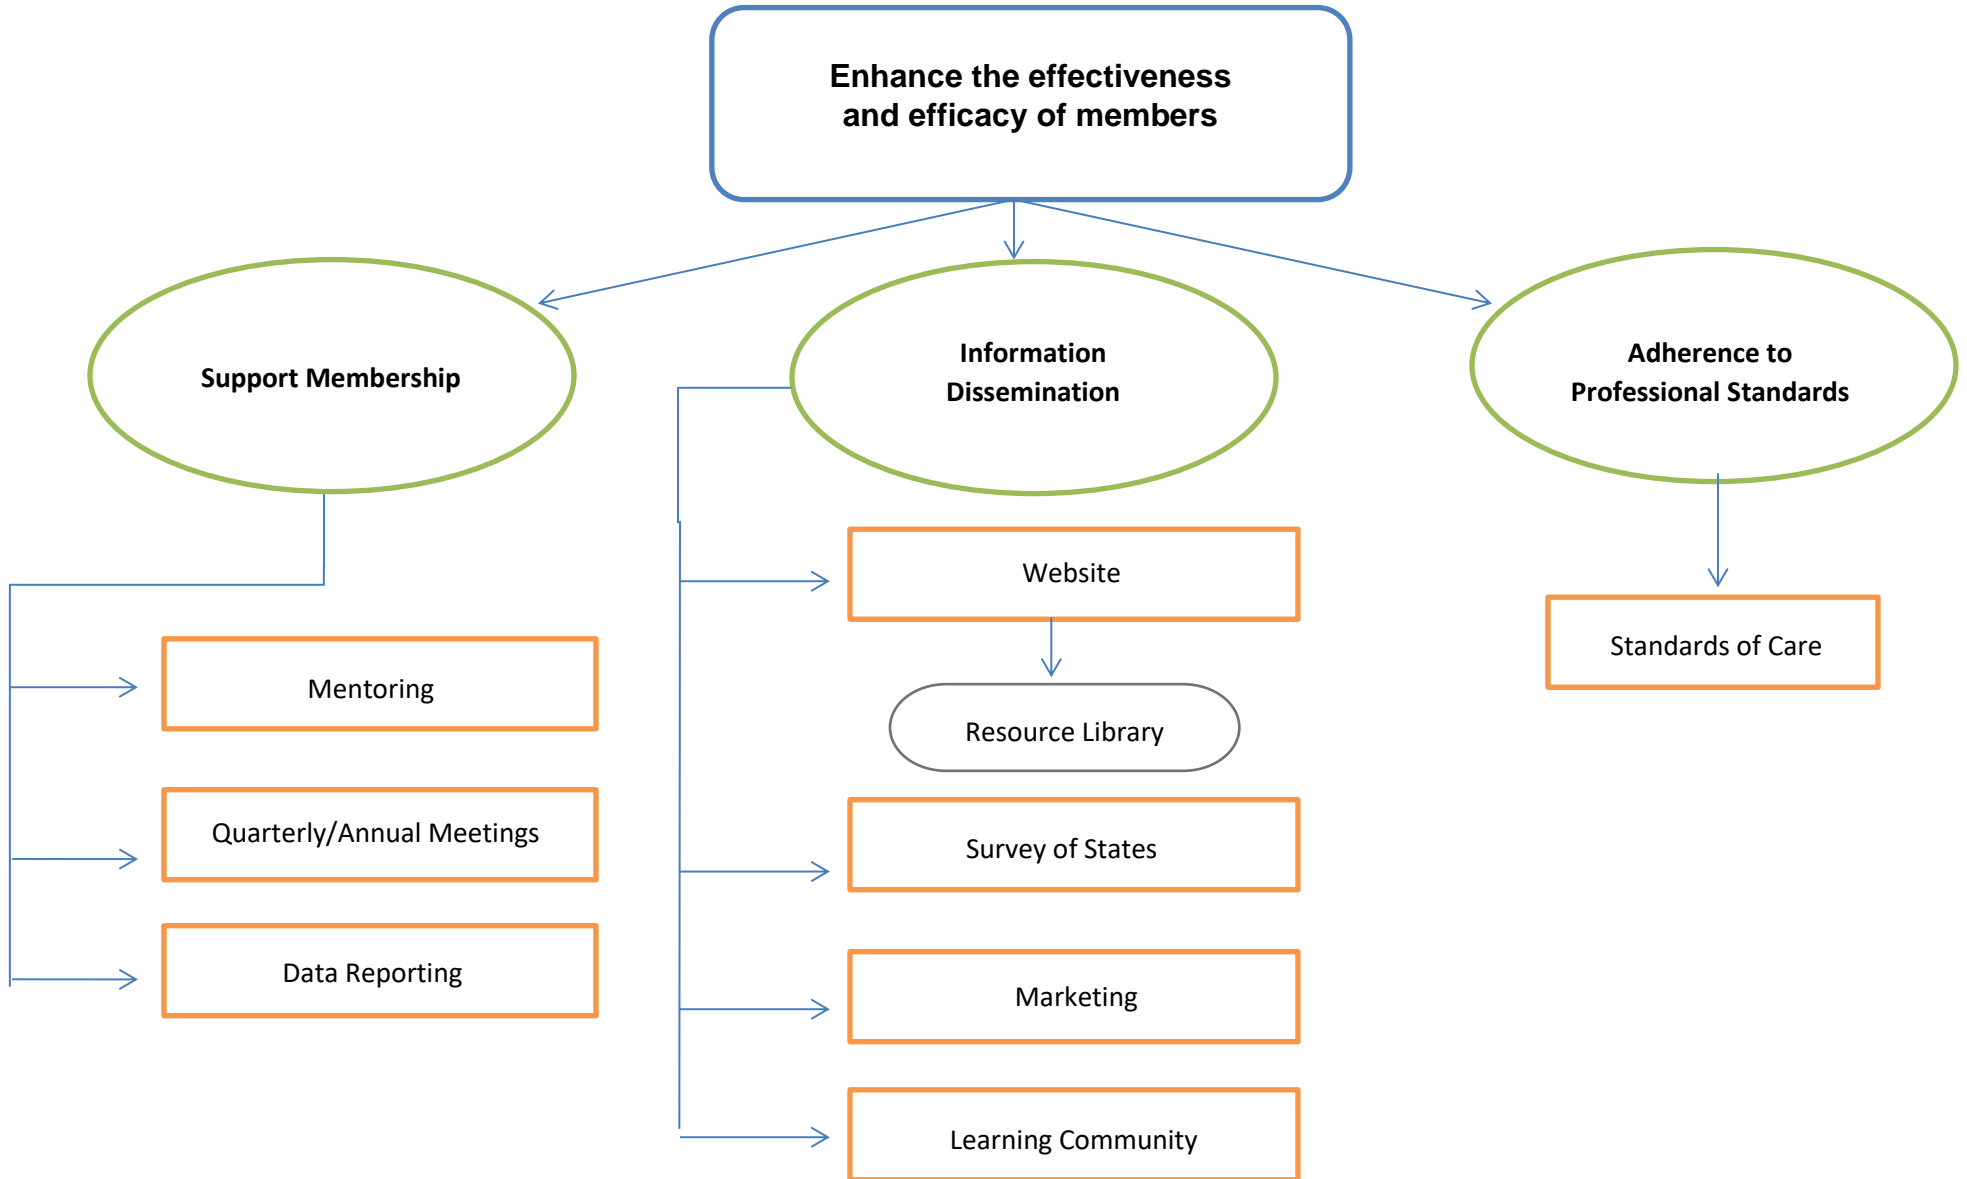 Enhance the effectiveness
and efficacy of members
Support Membership
Information
Dissemination
Adherence to
Professional Standards
Mentoring
Quarterly/Annual Meetings
Data Reporting
Website
Resource Library
Survey of States
Marketing
Learning Community
Standards of Care